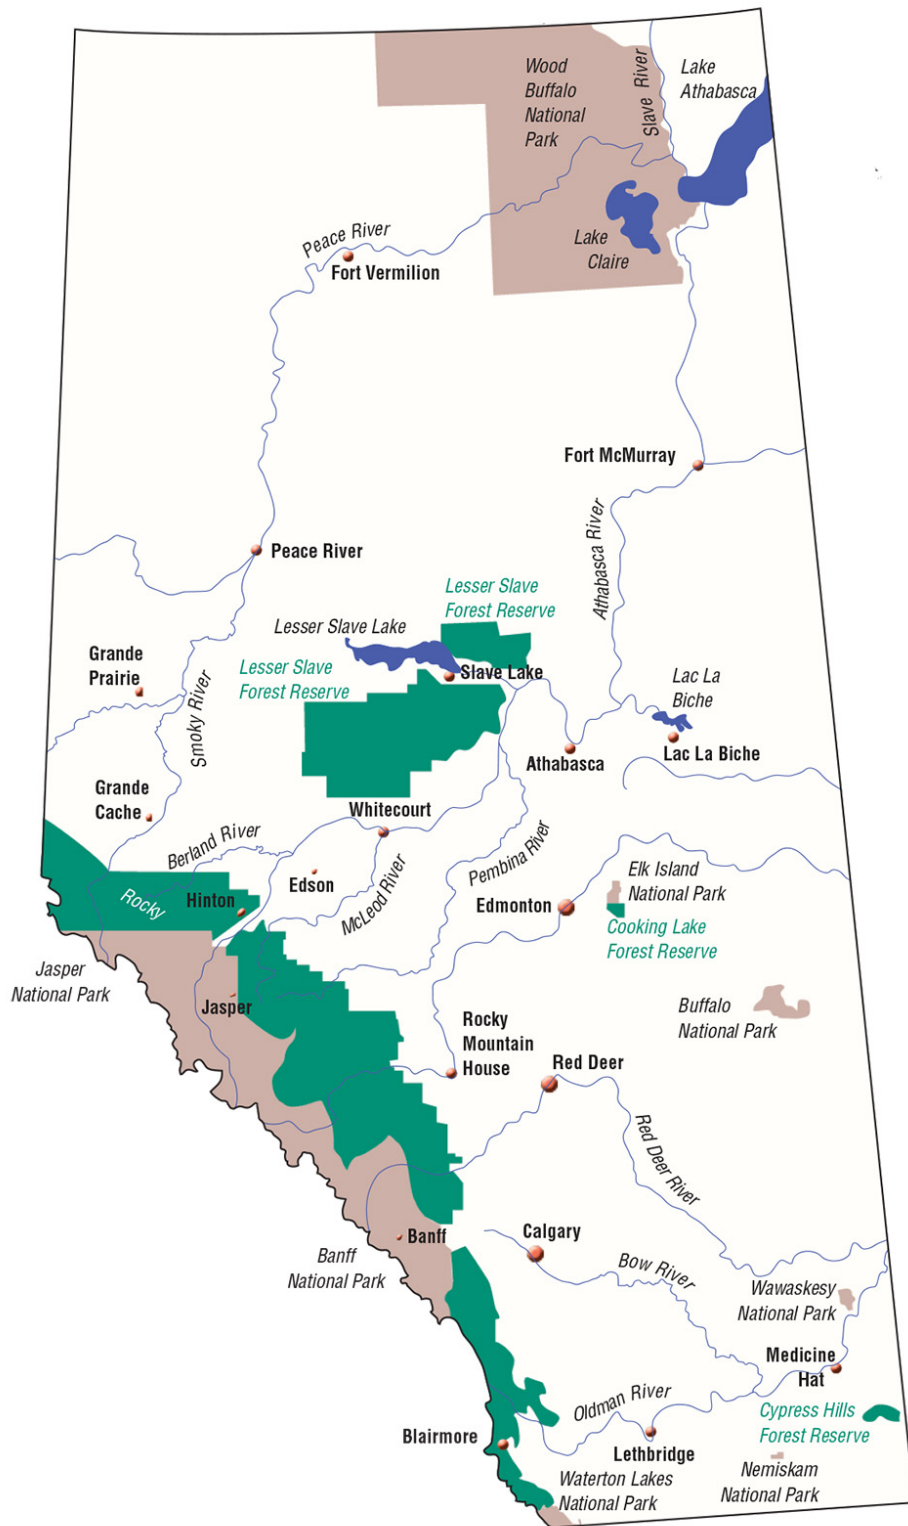 Wood
Buffalo
National
Park
Slave River
Lake
Athabasca
Peace River
Lake
Claire
Fort Vermilion
Fort McMurray
Athabasca River
Peace River
Lesser Slave
Forest Reserve
Lesser Slave Lake
Grande
Prairie
Lesser Slave
Forest Reserve
Slave Lake
Smoky River
Lac La
Biche
Athabasca
Lac La Biche
Grande
Cache
Whitecourt
Berland River
Pembina River
Edson
McLeod River
Elk Island
National Park
Rocky
Hinton
Edmonton
Cooking Lake
Forest Reserve
Jasper
National Park
Jasper
Buffalo
National Park
Rocky
Mountain
House
Red Deer
Red Deer River
Calgary
Banff
Banff
National Park
Bow River
Wawaskesy
National Park
Medicine
Hat
Oldman River
Cypress Hills
Forest Reserve
Blairmore
Lethbridge
Waterton Lakes
National Park
Nemiskam
National Park